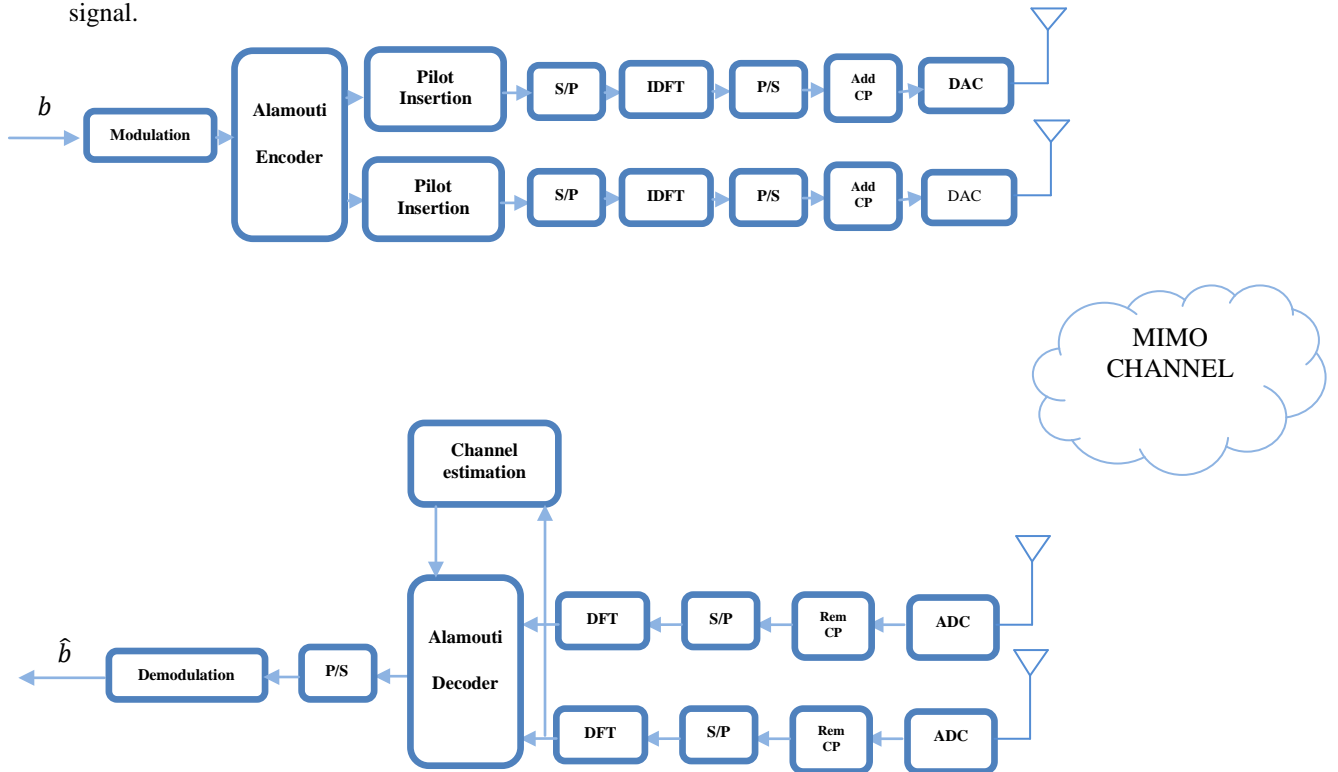 signal.
b
Modulation
Alamouti
Encoder
Pilot
Insertion
S/P
IDFT
P/S
Add
CP
DAC
Pilot
Insertion
S/P
IDFT
P/S
Add
CP
DAC
MIMO
CHANNEL
Channel
estimation
b̂
Demodulation
P/S
Alamouti
Decoder
DFT
S/P
Rem
CP
ADC
DFT
S/P
Rem
CP
ADC